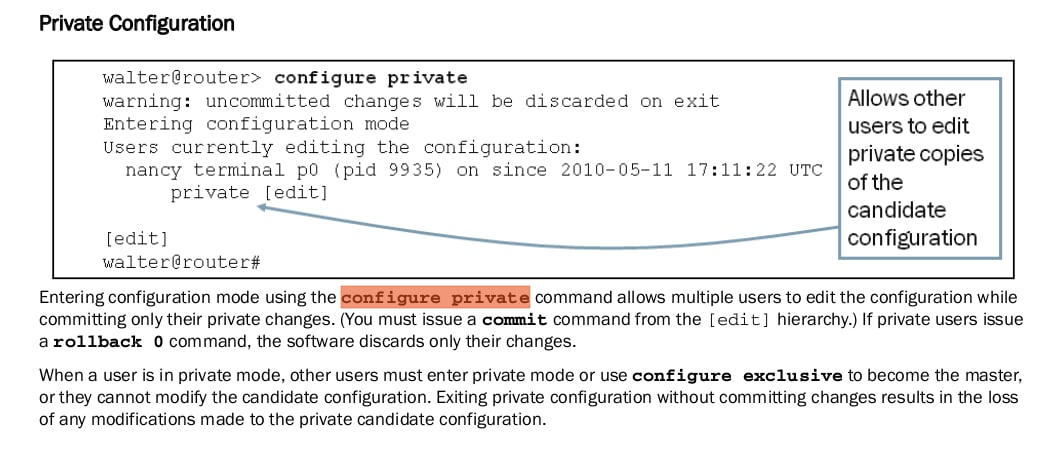 Private Configuration
walter@router> configure private
warning: uncommitted changes will be discarded on exit
Entering configuration mode
Users currently editing the configuration:
nancy terminal p0 (pid 9935) on since 2010-05-11 17:11:22 UTC
private [edit]
[edit]
walter@router#
Allows other
users to edit
private copies
of the
candidate
configuration
Entering configuration mode using the configure private command allows multiple users to edit the configuration while
committing only their private changes. (You must issue a commit command from the [edit] hierarchy.) If private users issue
a rollback 0 command, the software discards only their changes.
When a user is in private mode, other users must enter private mode or use configure exclusive to become the master,
or they cannot modify the candidate configuration. Exiting private configuration without committing changes results in the loss
of any modifications made to the private candidate configuration.